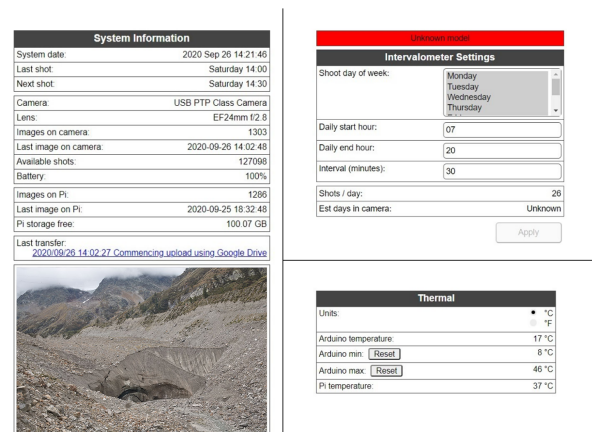 System Information
System date: 2020 Sep 26 14:21:46
Last shot: Saturday 14:00
Next shot: Saturday 14:30
Camera: USB PTP Class Camera
Lens: EF24mm f/2.8
Images on camera: 1303
Last image on camera: 2020-09-26 14:02:48
Available shots: 127098
Battery: 100%
Images on Pi: 1286
Last image on Pi: 2020-09-25 18:32:48
Pi storage free: 100.07 GB
Last transfer:
2020/09/26 14:02:27 Commencing upload using Google Drive
Unknown model
Intervalometer Settings
Shoot day of week: Monday
Tuesday
Wednesday
Thursday
Daily start hour: 07
Daily end hour: 20
Interval (minutes): 30
Shots / day: 26
Est days in camera: Unknown
Apply
Thermal
Units: °C
°F
Arduino temperature: 17 °C
Arduino min: Reset 8 °C
Arduino max: Reset 46 °C
Pi temperature: 37 °C